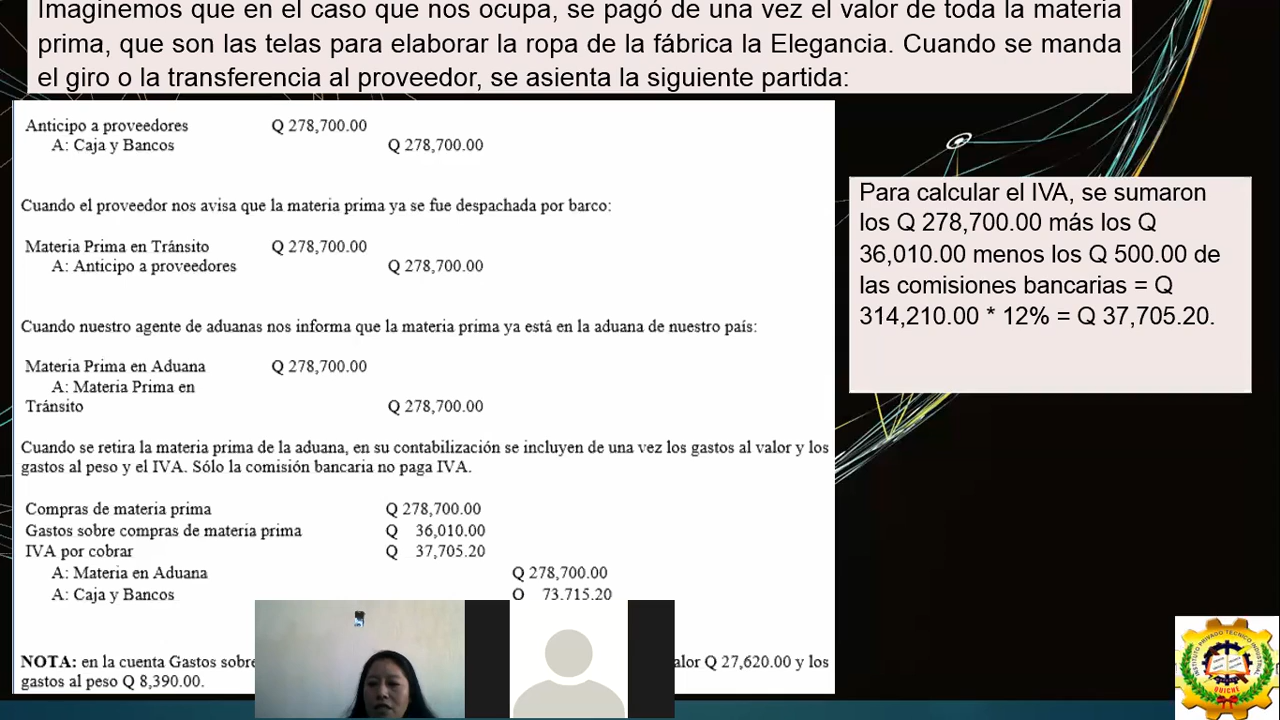 Imaginemos que en el caso que nos ocupa, se pagó de una vez el valor de toda la materia
prima, que son las telas para elaborar la ropa de la fábrica la Elegancia. Cuando se manda
el giro o la transferencia al proveedor, se asienta la siguiente partida:
Anticipo a proveedores Q 278,700.00
A: Caja y Bancos Q 278,700.00
Cuando el proveedor nos avisa que la materia prima ya se fue despachada por barco:
Materia Prima en Tránsito Q 278,700.00
A: Anticipo a proveedores Q 278,700.00
Cuando nuestro agente de aduanas nos informa que la materia prima ya está en la aduana de nuestro país:
Materia Prima en Aduana Q 278,700.00
A: Materia Prima en
Tránsito Q 278,700.00
Cuando se retira la materia prima de la aduana, en su contabilización se incluyen de una vez los gastos al valor y los
gastos al peso y el IVA. Sólo la comisión bancaria no paga IVA.
Compras de materia prima Q 278,700.00
Gastos sobre compras de materia prima Q 36,010.00
IVA por cobrar Q 37,705.20
A: Materia en Aduana Q 278,700.00
A: Caja y Bancos Q 73,715.20
NOTA: en la cuenta Gastos sobre alor Q 27,620.00 y los
gastos al peso Q 8,390.00.
Para calcular el IVA, se sumaron
los Q 278,700.00 más los Q
36,010.00 menos los Q 500.00 de
las comisiones bancarias = Q
314,210.00 * 12% = Q 37,705.20.
QUICHE